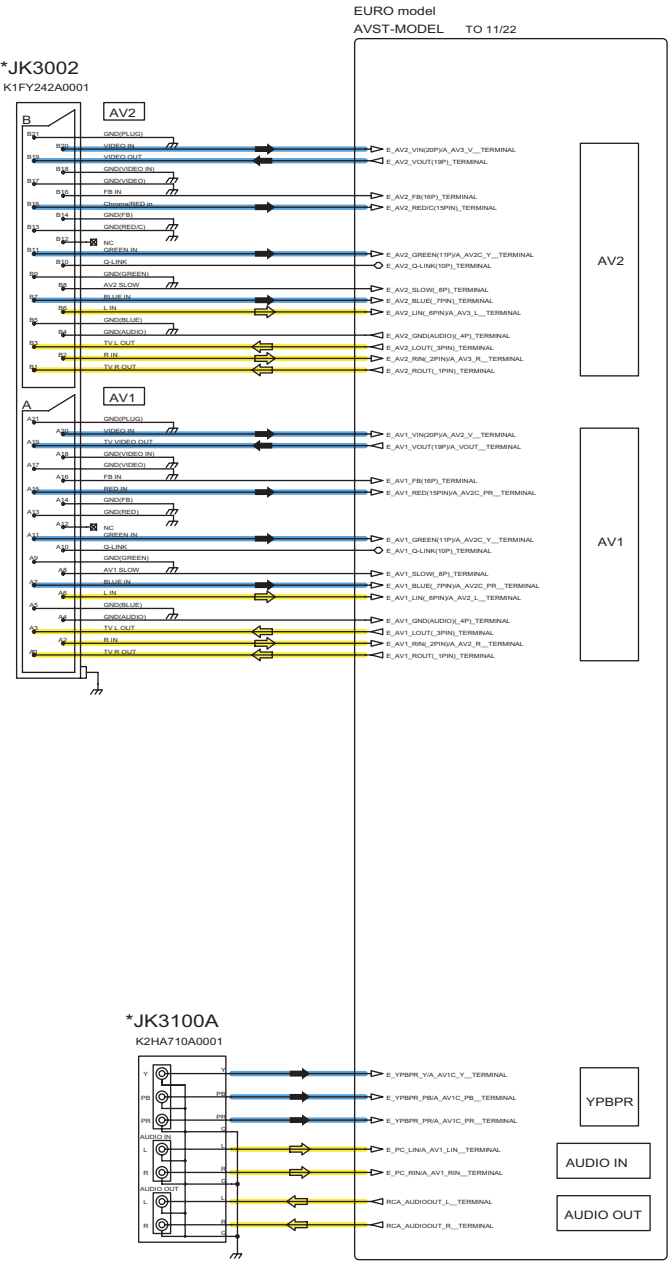 EURO model
AVST-MODEL TO 11/22
*JK3002
K1FY242A0001
AV2
B
B21 GND(PLUG)
B20 VIDEO IN E_AV2_VIN(20P)/A_AV3_V__TERMINAL
B19 VIDEO OUT E_AV2_VOUT(19P)_TERMINAL
B18 GND(VIDEO IN)
B17 GND(VIDEO)
B16 FB IN E_AV2_FB(16P)_TERMINAL
B15 Chroma/RED in E_AV2_RED/C(15PIN)_TERMINAL
B14 GND(FB)
B13 GND(RED/C)
B12 NC
B11 GREEN IN E_AV2_GREEN(11P)/A_AV2C_Y__TERMINAL
B10 Q-LINK E_AV2_Q-LINK(10P)_TERMINAL
B9 GND(GREEN)
B8 AV2 SLOW E_AV2_SLOW(_8P)_TERMINAL
B7 BLUE IN E_AV2_BLUE(_7PIN)_TERMINAL
B6 L IN E_AV2_LIN(_6PIN)/A_AV3_L__TERMINAL
B5 GND(BLUE)
B4 GND(AUDIO) E_AV2_GND(AUDIO)(_4P)_TERMINAL
B3 TV L OUT E_AV2_LOUT(_3PIN)_TERMINAL
B2 R IN E_AV2_RIN(_2PIN)/A_AV3_R__TERMINAL
B1 TV R OUT E_AV2_ROUT(_1PIN)_TERMINAL
AV2
AV1
A
A21 GND(PLUG)
A20 VIDEO IN E_AV1_VIN(20P)/A_AV2_V__TERMINAL
A19 TV VIDEO OUT E_AV1_VOUT(19P)/A_VOUT__TERMINAL
A18 GND(VIDEO IN)
A17 GND(VIDEO)
A16 FB IN E_AV1_FB(16P)_TERMINAL
A15 RED IN E_AV1_RED(15PIN)/A_AV2C_PR__TERMINAL
A14 GND(FB)
A13 GND(RED)
A12 NC
A11 GREEN IN E_AV1_GREEN(11P)/A_AV2C_Y__TERMINAL
A10 Q-LINK E_AV1_Q-LINK(10P)_TERMINAL
A9 GND(GREEN)
A8 AV1 SLOW E_AV1_SLOW(_8P)_TERMINAL
A7 BLUE IN E_AV1_BLUE(_7PIN)/A_AV2C_PR__TERMINAL
A6 L IN E_AV1_LIN(_6PIN)/A_AV2_L__TERMINAL
A5 GND(BLUE)
A4 GND(AUDIO) E_AV1_GND(AUDIO)(_4P)_TERMINAL
A3 TV L OUT E_AV1_LOUT(_3PIN)_TERMINAL
A2 R IN E_AV1_RIN(_2PIN)/A_AV2_R__TERMINAL
A1 TV R OUT E_AV1_ROUT(_1PIN)_TERMINAL
AV1
*JK3100A
K2HA710A0001
Y Y E_YPBPR_Y/A_AV1C_Y__TERMINAL
PB PB E_YPBPR_PB/A_AV1C_PB__TERMINAL
PR PR E_YPBPR_PR/A_AV1C_PR__TERMINAL
G
YPBPR
AUDIO IN
L L E_PC_LIN/A_AV1_LIN__TERMINAL
R R E_PC_RIN/A_AV1_RIN__TERMINAL
G
AUDIO IN
AUDIO OUT
L L RCA_AUDIOOUT_L__TERMINAL
R R RCA_AUDIOOUT_R__TERMINAL
G
AUDIO OUT